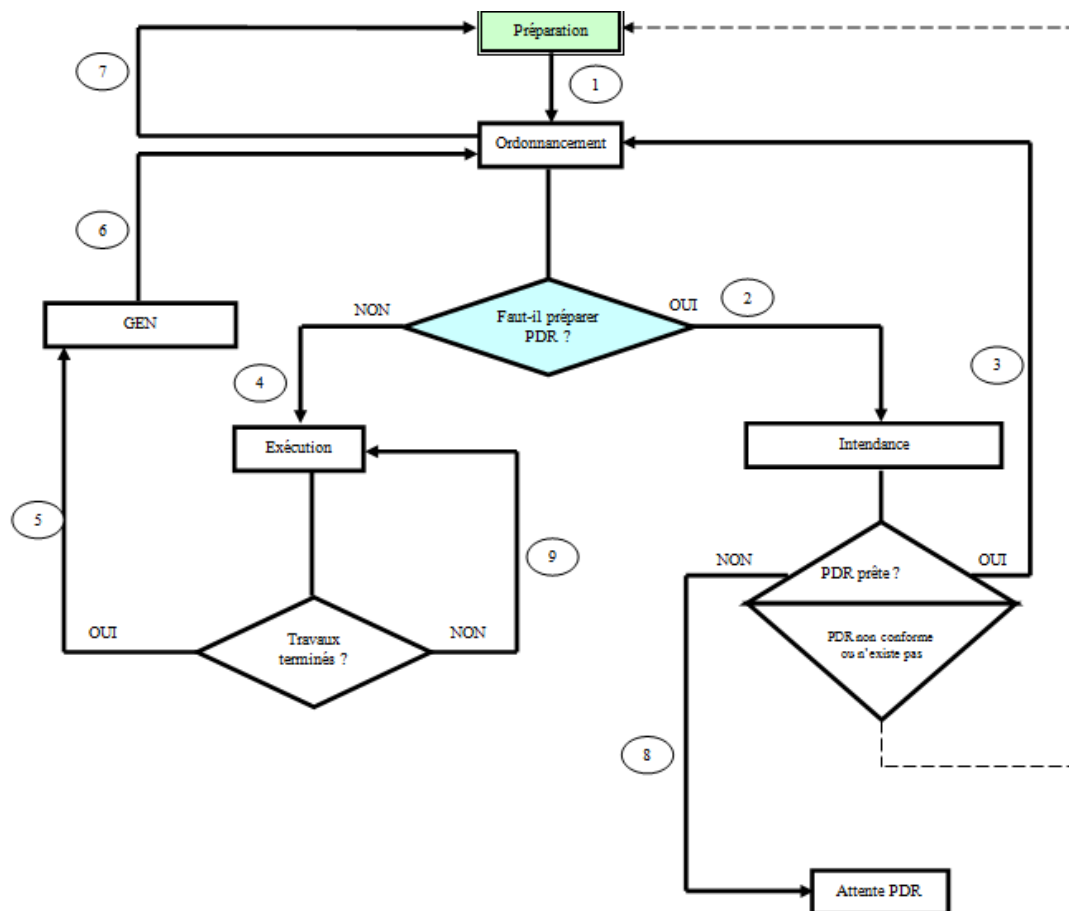 Préparation
7
1
Ordonnancement
6
NON
OUI
2
GEN
Faut-il préparer
PDR ?
3
4
Exécution
Intendance
5
9
NON
PDR prête ?
OUI
OUI
Travaux
terminés ?
NON
PDR non conforme
ou n'existe pas
8
Attente PDR